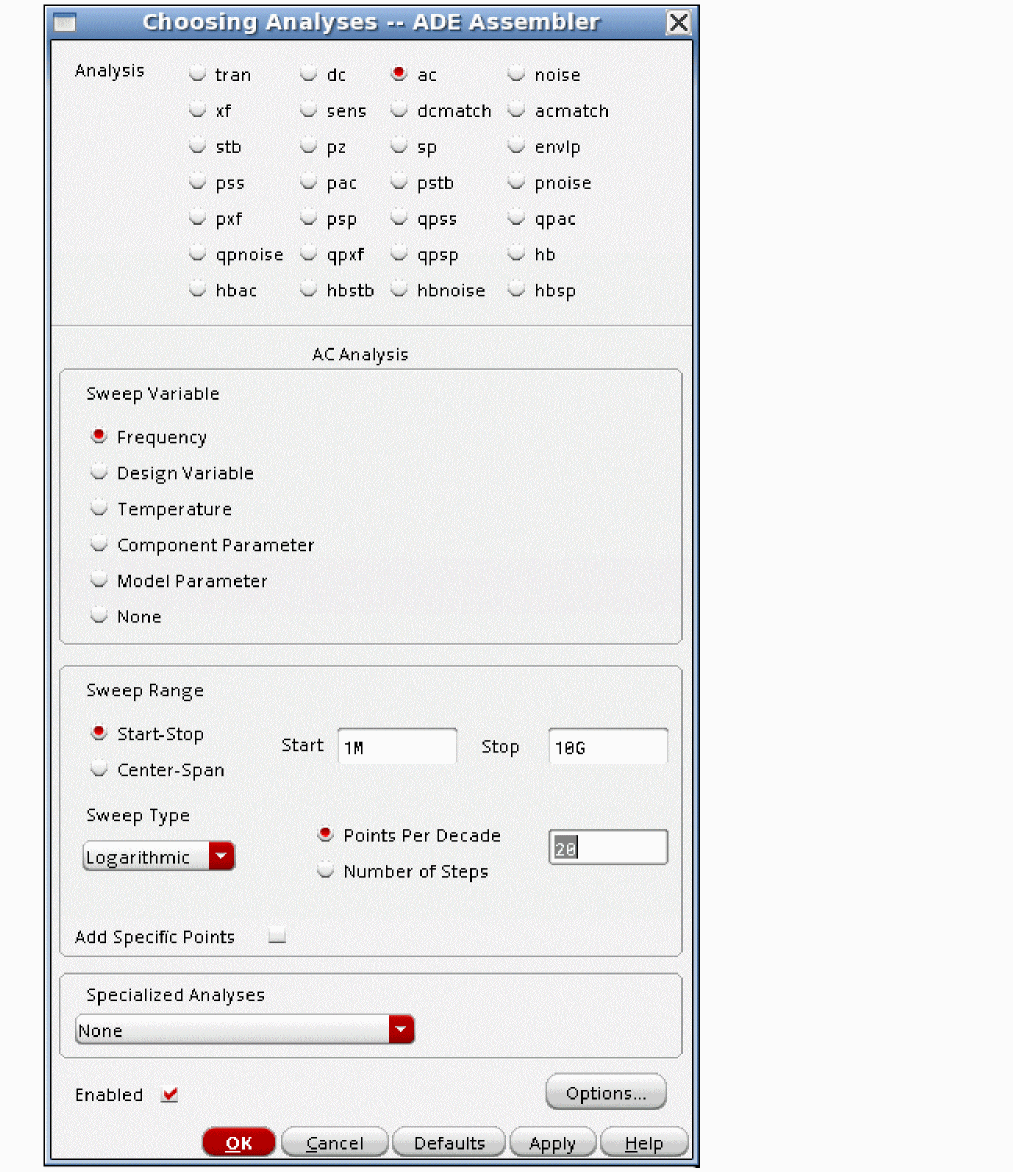 Choosing Analyses -- ADE Assembler
Analysis tran dc ac noise
xf sens dcmatch acmatch
stb pz sp envlp
pss pac pstb pnoise
pxf psp qpss qpac
qpnoise qpxf qpsp hb
hbac hbstb hbnoise hbsp
AC Analysis
Sweep Variable
Frequency
Design Variable
Temperature
Component Parameter
Model Parameter
None
Sweep Range
Start-Stop Start 1M Stop 10G
Center-Span
Sweep Type
Points Per Decade 20
Logarithmic
Number of Steps
Add Specific Points
Specialized Analyses
None
Enabled Options...
OK Cancel Defaults Apply Help